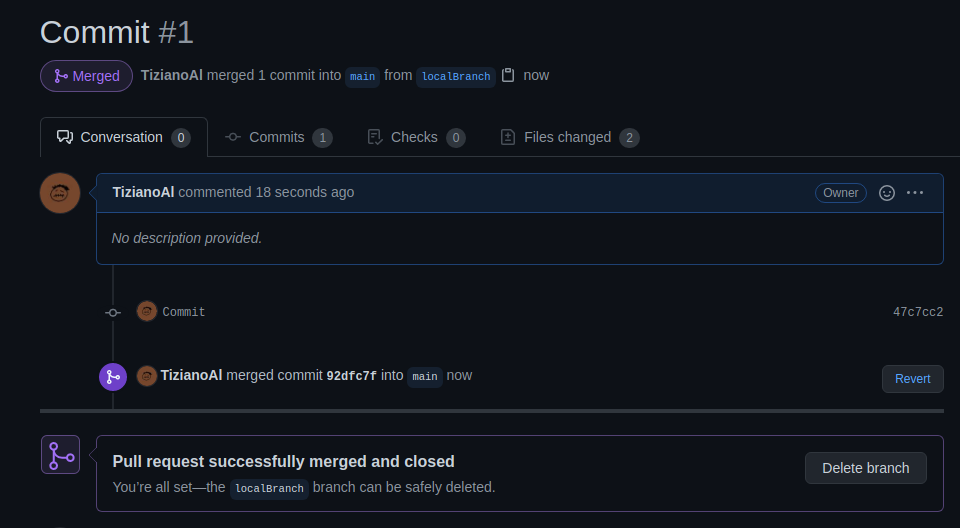 Commit #1
Merged TizianoAl merged 1 commit into main from localBranch now
Conversation 0 Commits 1 Checks 0 Files changed 2
TizianoAl commented 18 seconds ago Owner
No description provided.
Commit 47c7cc2
TizianoAl merged commit 92dfc7f into main now Revert
Pull request successfully merged and closed
You’re all set—the localBranch branch can be safely deleted.
Delete branch